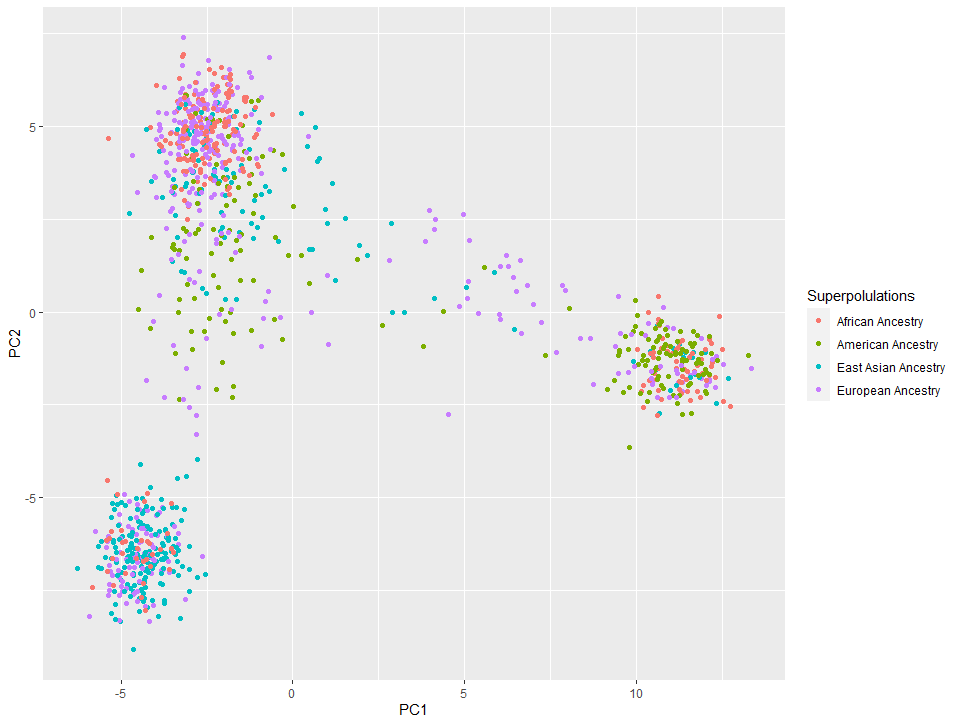 PC2
5
0
-5
-5
0
5
10
PC1
Superpolulations
African Ancestry
American Ancestry
East Asian Ancestry
European Ancestry